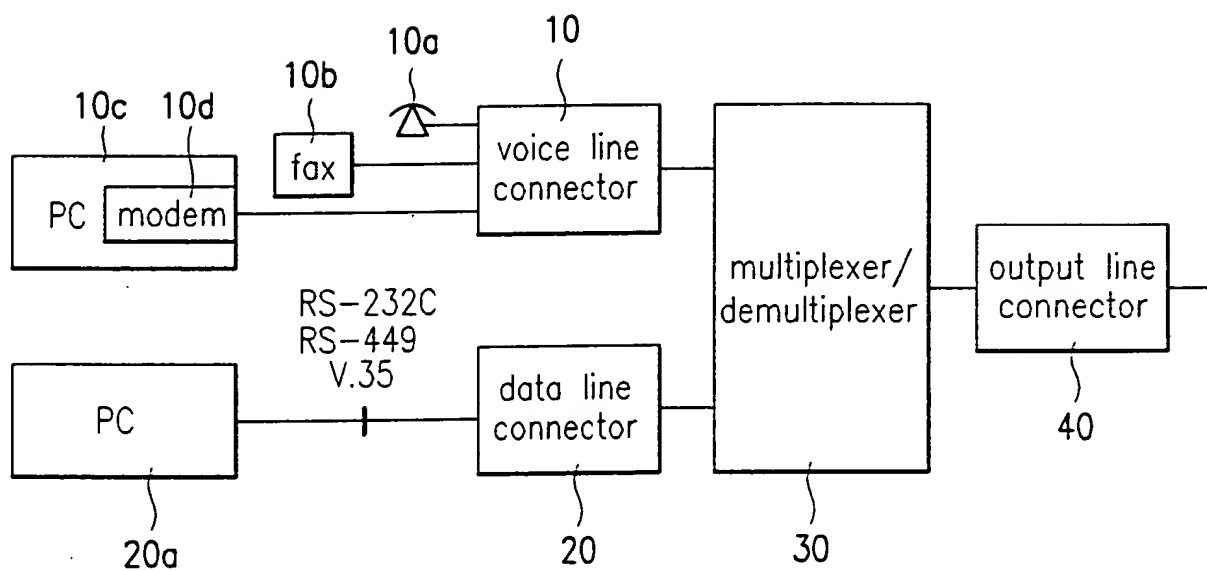 10
10a
10b
10c
10d
fax
voice line
connector
PC
modem
multiplexer/
demultiplexer
output line
connector
RS-232C
RS-449
V.35
PC
data line
connector
40
20a
20
30